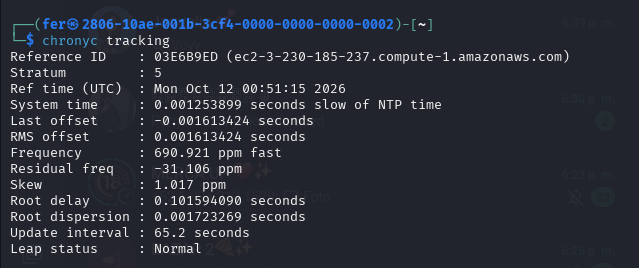 ┌──(fer㉿2806-10ae-001b-3cf4-0000-0000-0000-0002)-[~]
└─$ chronyc tracking
Reference ID    : 03E6B9ED (ec2-3-230-185-237.compute-1.amazonaws.com)
Stratum         : 5
Ref time (UTC)  : Mon Oct 12 00:51:15 2026
System time     : 0.001253899 seconds slow of NTP time
Last offset     : -0.001613424 seconds
RMS offset      : 0.001613424 seconds
Frequency       : 690.921 ppm fast
Residual freq   : -31.106 ppm
Skew            : 1.017 ppm
Root delay      : 0.101594090 seconds
Root dispersion : 0.001723269 seconds
Update interval : 65.2 seconds
Leap status     : Normal